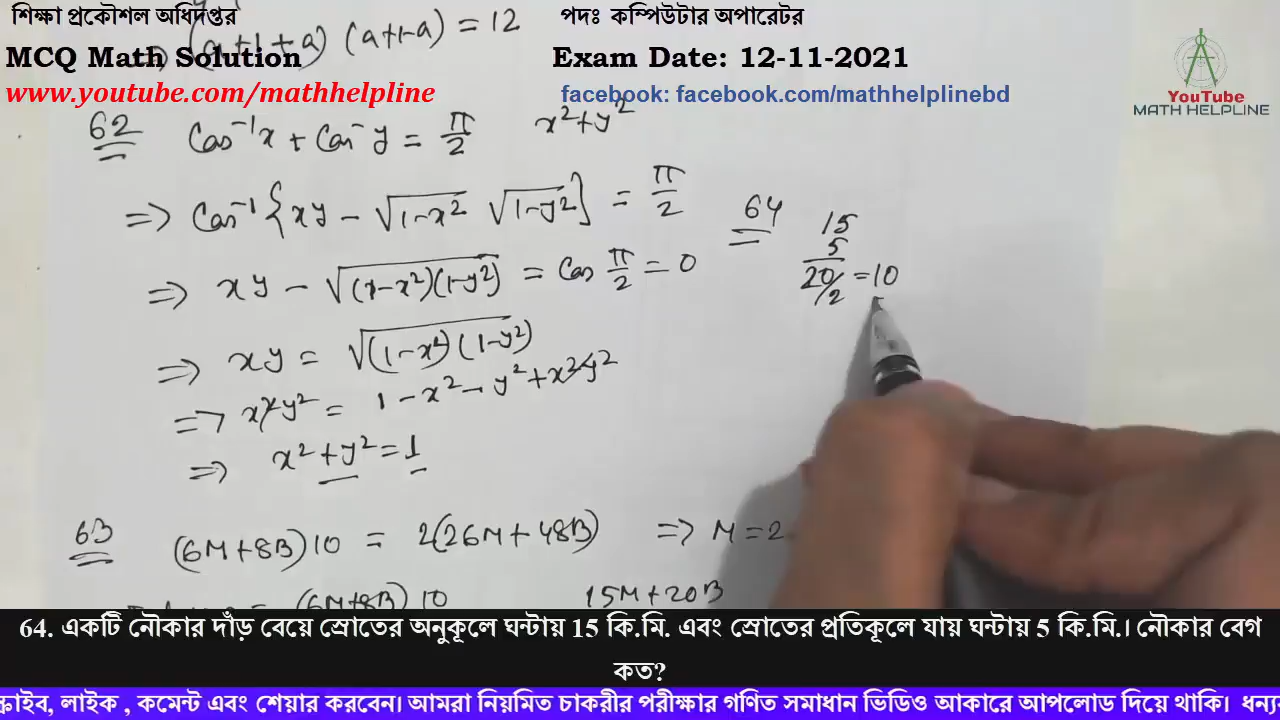 শিক্ষা প্রকৌশল অধিদপ্তর
পদঃ কম্পিউটার অপারেটর
(a+1+a) (a+1-a) = 12
MCQ Math Solution
Exam Date: 12-11-2021
www.youtube.com/mathhelpline
facebook: facebook.com/mathhelplinebd
YouTube
MATH HELPLINE
62 Cos⁻¹x + Cos⁻ y = π/2 x²+y²
=> Cos⁻¹{xy - √1-x² √1-y²} = π/2
=> xy - √(1-x²)(1-y²) = Cos π/2 = 0
=> xy = √(1-x²)(1-y²)
=> x²y² = 1-x²-y²+x²y²
=> x²+y²=1
64
15
5
20/2 =10
63 (6M+8B)10 = 2(26M+48B) => M=2
(6M+8B) 10 15M+20B
64. একটি নৌকার দাঁড় বেয়ে স্রোতের অনুকূলে ঘন্টায় 15 কি.মি. এবং স্রোতের প্রতিকূলে যায় ঘন্টায় 5 কি.মি.। নৌকার বেগ
কত?
স্ক্রাইব, লাইক , কমেন্ট এবং শেয়ার করবেন। আমরা নিয়মিত চাকরীর পরীক্ষার গণিত সমাধান ভিডিও আকারে আপলোড দিয়ে থাকি। ধন্য